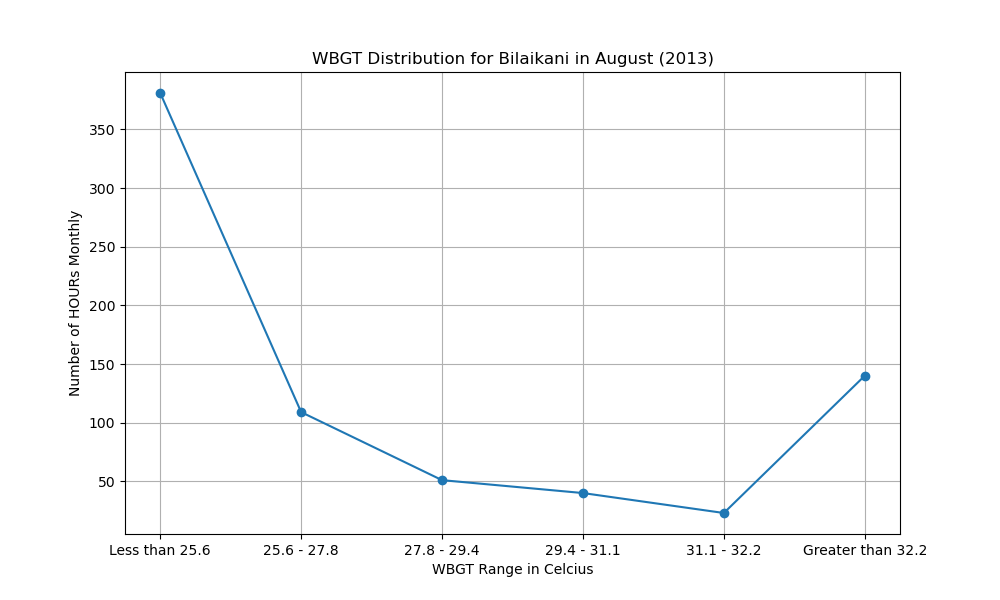 WBGT Distribution for Bilaikani in August (2013)
Number of HOURs Monthly
350
300
250
200
150
100
50
Less than 25.6
25.6 - 27.8
27.8 - 29.4
29.4 - 31.1
31.1 - 32.2
Greater than 32.2
WBGT Range in Celcius